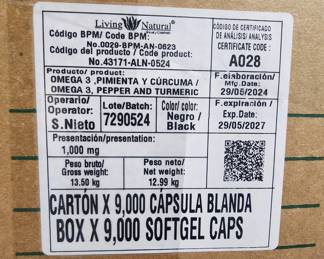 Living Natural
Código BPM/ Code BPM:
No.0029-BPM-AN-0623
Código del producto / Code product:
No.43171-ALN-0524
CÓDIGO DE CERTIFICADO
DE ANÁLISIS/ ANALYSIS
CERTIFICATE CODE:
A028
Producto/ product:
OMEGA 3 ,PIMIENTA Y CÚRCUMA /
OMEGA 3, PEPPER AND TURMERIC
F.elaboración/
Mfg. Date:
29/05/2024
Operario/
Operator:
S.Nieto
Lote/Batch:
7290524
Color/ color:
Negro /
Black
F.expiración /
Exp.Date:
29/05/2027
Presentación/presentation:
1,000 mg
Peso bruto/
Gross weight:
13.50 kg
Peso neto/
Net weight:
12.99 kg
CARTÓN X 9,000 CÁPSULA BLANDA
BOX X 9,000 SOFTGEL CAPS